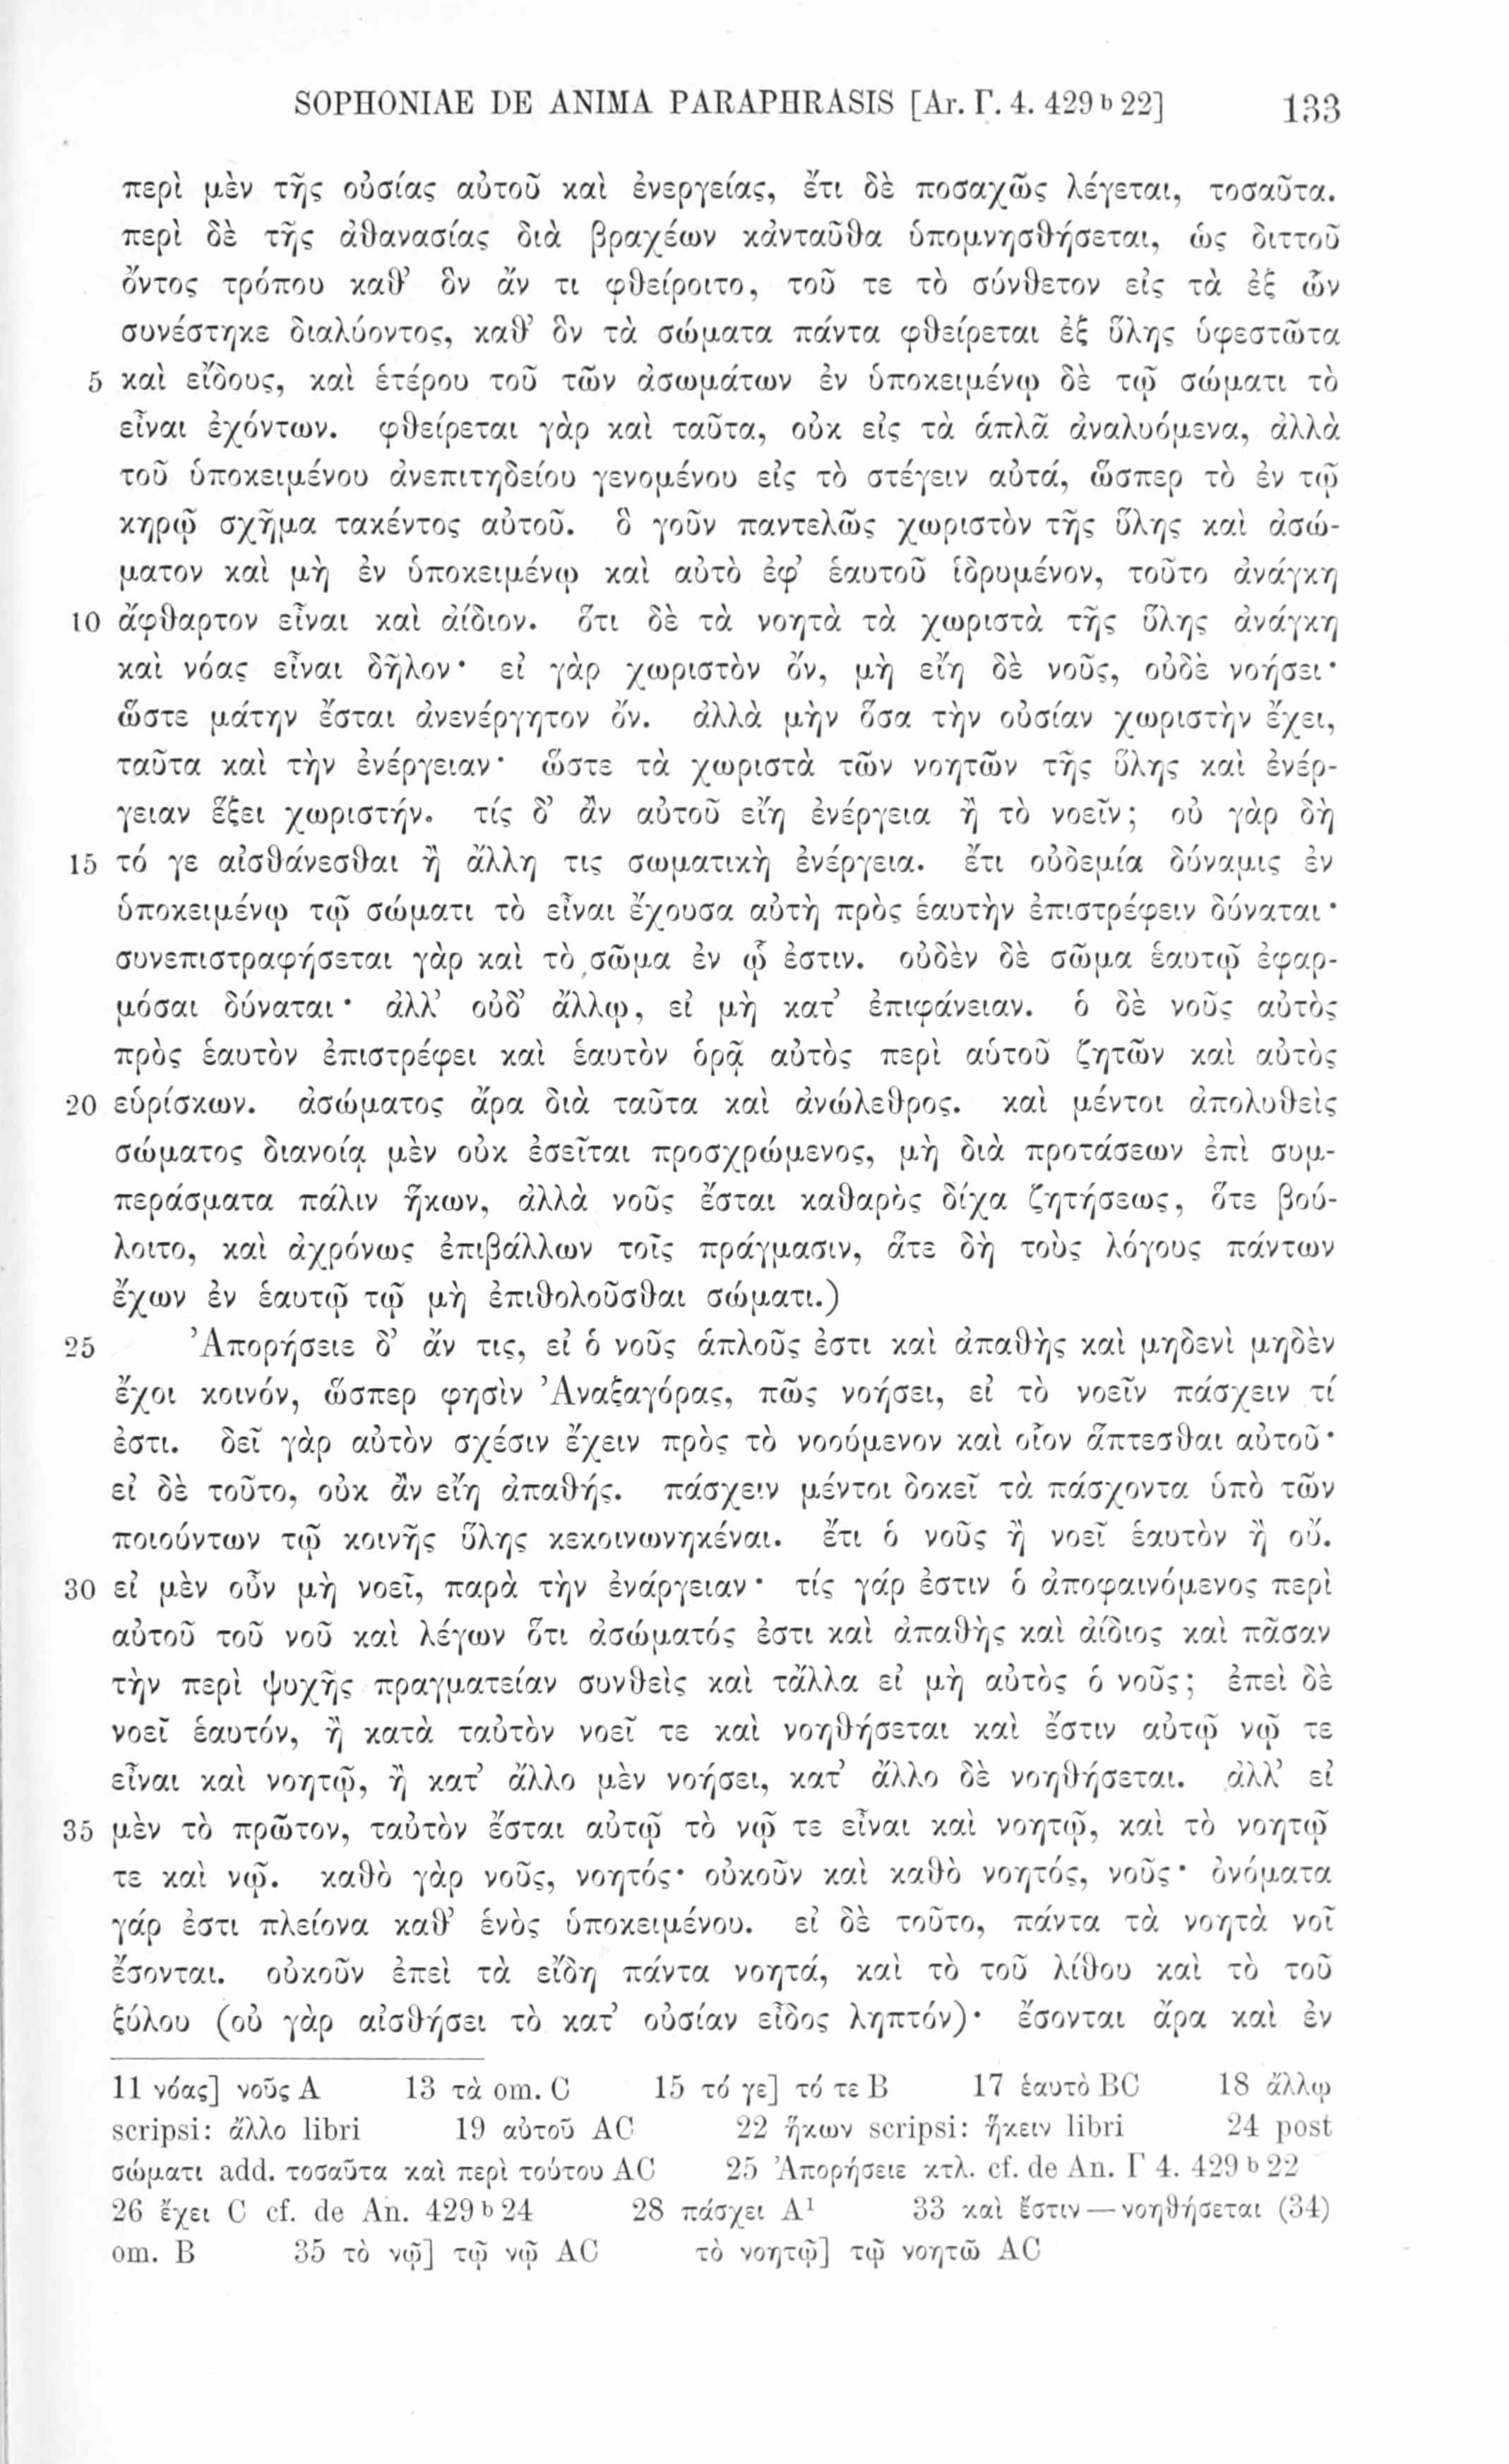 SOPHONIAE DE ANIMA PARAPHRASIS [Ar. Γ. 4. 429 b 22] 133
περὶ μὲν τῆς οὐσίας αὐτοῦ καὶ ἐνεργείας, ἔτι δὲ ποσαχῶς λέγεται, τοσαῦτα.
περὶ δὲ τῆς ἀθανασίας διὰ βραχέων κἀνταῦθα ὑπομνησθήσεται, ὡς διττοῦ
ὄντος τρόπου καθ’ ὃν ἄν τι φθείροιτο, τοῦ τε τὸ σύνθετον εἰς τὰ ἐξ ὧν
συνέστηκε διαλύοντος, καθ’ ὃν τὰ σώματα πάντα φθείρεται ἐξ ὕλης ὑφεστῶτα
5 καὶ εἴδους, καὶ ἑτέρου τοῦ τῶν ἀσωμάτων ἐν ὑποκειμένῳ δὲ τῷ σώματι τὸ
εἶναι ἐχόντων. φθείρεται γὰρ καὶ ταῦτα, οὐκ εἰς τὰ ἁπλᾶ ἀναλυόμενα, ἀλλὰ
τοῦ ὑποκειμένου ἀνεπιτηδείου γενομένου εἰς τὸ στέγειν αὐτά, ὥσπερ τὸ ἐν τῷ
κηρῷ σχῆμα τακέντος αὐτοῦ. ὃ γοῦν παντελῶς χωριστὸν τῆς ὕλης καὶ ἀσώ-
ματον καὶ μὴ ἐν ὑποκειμένῳ καὶ αὐτὸ ἐφ’ ἑαυτοῦ ἱδρυμένον, τοῦτο ἀνάγκη
10 ἄφθαρτον εἶναι καὶ ἀίδιον. ὅτι δὲ τὰ νοητὰ τὰ χωριστὰ τῆς ὕλης ἀνάγκη
καὶ νόας εἶναι δῆλον· εἰ γὰρ χωριστὸν ὄν, μὴ εἴη δὲ νοῦς, οὐδὲ νοήσει·
ὥστε μάτην ἔσται ἀνενέργητον ὄν. ἀλλὰ μὴν ὅσα τὴν οὐσίαν χωριστὴν ἔχει,
ταῦτα καὶ τὴν ἐνέργειαν· ὥστε τὰ χωριστὰ τῶν νοητῶν τῆς ὕλης καὶ ἐνέρ-
γειαν ἕξει χωριστήν. τίς δ’ ἂν αὐτοῦ εἴη ἐνέργεια ἢ τὸ νοεῖν; οὐ γὰρ δὴ
15 τό γε αἰσθάνεσθαι ἢ ἄλλη τις σωματικὴ ἐνέργεια. ἔτι οὐδεμία δύναμις ἐν
ὑποκειμένῳ τῷ σώματι τὸ εἶναι ἔχουσα αὐτὴ πρὸς ἑαυτὴν ἐπιστρέφειν δύναται·
συνεπιστραφήσεται γὰρ καὶ τὸ σῶμα ἐν ᾧ ἐστιν. οὐδὲν δὲ σῶμα ἑαυτῷ ἐφαρ-
μόσαι δύναται· ἀλλ’ οὐδ’ ἄλλῳ, εἰ μὴ κατ’ ἐπιφάνειαν. ὁ δὲ νοῦς αὐτὸς
πρὸς ἑαυτὸν ἐπιστρέφει καὶ ἑαυτὸν ὁρᾷ αὐτὸς περὶ αὑτοῦ ζητῶν καὶ αὐτὸς
20 εὑρίσκων. ἀσώματος ἄρα διὰ ταῦτα καὶ ἀνώλεθρος. καὶ μέντοι ἀπολυθεὶς
σώματος διανοίᾳ μὲν οὐκ ἐσεῖται προσχρώμενος, μὴ διὰ προτάσεων ἐπὶ συμ-
περάσματα πάλιν ἥκων, ἀλλὰ νοῦς ἔσται καθαρὸς δίχα ζητήσεως, ὅτε βού-
λοιτο, καὶ ἀχρόνως ἐπιβάλλων τοῖς πράγμασιν, ἅτε δὴ τοὺς λόγους πάντων
ἔχων ἐν ἑαυτῷ τῷ μὴ ἐπιθολοῦσθαι σώματι.)
25 Ἀπορήσειε δ’ ἄν τις, εἰ ὁ νοῦς ἁπλοῦς ἐστι καὶ ἀπαθὴς καὶ μηδενὶ μηδὲν
ἔχοι κοινόν, ὥσπερ φησὶν Ἀναξαγόρας, πῶς νοήσει, εἰ τὸ νοεῖν πάσχειν τί
ἐστι. δεῖ γὰρ αὐτὸν σχέσιν ἔχειν πρὸς τὸ νοούμενον καὶ οἷον ἅπτεσθαι αὐτοῦ·
εἰ δὲ τοῦτο, οὐκ ἂν εἴη ἀπαθής. πάσχειν μέντοι δοκεῖ τὰ πάσχοντα ὑπὸ τῶν
ποιούντων τῷ κοινῆς ὕλης κεκοινωνηκέναι. ἔτι ὁ νοῦς ἢ νοεῖ ἑαυτὸν ἢ οὔ.
30 εἰ μὲν οὖν μὴ νοεῖ, παρὰ τὴν ἐνάργειαν· τίς γάρ ἐστιν ὁ ἀποφαινόμενος περὶ
αὐτοῦ τοῦ νοῦ καὶ λέγων ὅτι ἀσώματός ἐστι καὶ ἀπαθὴς καὶ ἀίδιος καὶ πᾶσαν
τὴν περὶ ψυχῆς πραγματείαν συνθεὶς καὶ τἄλλα εἰ μὴ αὐτὸς ὁ νοῦς; ἐπεὶ δὲ
νοεῖ ἑαυτόν, ἢ κατὰ ταὐτὸν νοεῖ τε καὶ νοηθήσεται καὶ ἔστιν αὐτῷ νῷ τε
εἶναι καὶ νοητῷ, ἢ κατ’ ἄλλο μὲν νοήσει, κατ’ ἄλλο δὲ νοηθήσεται. ἀλλ’ εἰ
35 μὲν τὸ πρῶτον, ταὐτὸν ἔσται αὐτῷ τὸ νῷ τε εἶναι καὶ νοητῷ, καὶ τὸ νοητῷ
τε καὶ νῷ. καθὸ γὰρ νοῦς, νοητός· οὐκοῦν καὶ καθὸ νοητός, νοῦς· ὀνόματα
γάρ ἐστι πλείονα καθ’ ἑνὸς ὑποκειμένου. εἰ δὲ τοῦτο, πάντα τὰ νοητὰ νοῖ
ἔσονται. οὐκοῦν ἐπεὶ τὰ εἴδη πάντα νοητά, καὶ τὸ τοῦ λίθου καὶ τὸ τοῦ
ξύλου (οὐ γὰρ αἰσθήσει τὸ κατ’ οὐσίαν εἶδος ληπτόν)· ἔσονται ἄρα καὶ ἐν
11 νόας] νοῦς A 13 τὰ om. C 15 τό γε] τό τε B 17 ἑαυτὸ BC 18 ἄλλῳ
scripsi: ἄλλο libri 19 αὐτοῦ AC 22 ἥκων scripsi: ἥκειν libri 24 post
σώματι add. τοσαῦτα καὶ περὶ τούτου AC 25 Ἀπορήσειε κτλ. cf. de An. Γ 4. 429 b 22
26 ἔχει C cf. de An. 429 b 24 28 πάσχει A¹ 33 καὶ ἔστιν — νοηθήσεται (34)
om. B 35 τὸ νῷ] τῷ νῷ AC τὸ νοητῷ] τῷ νοητῶ AC